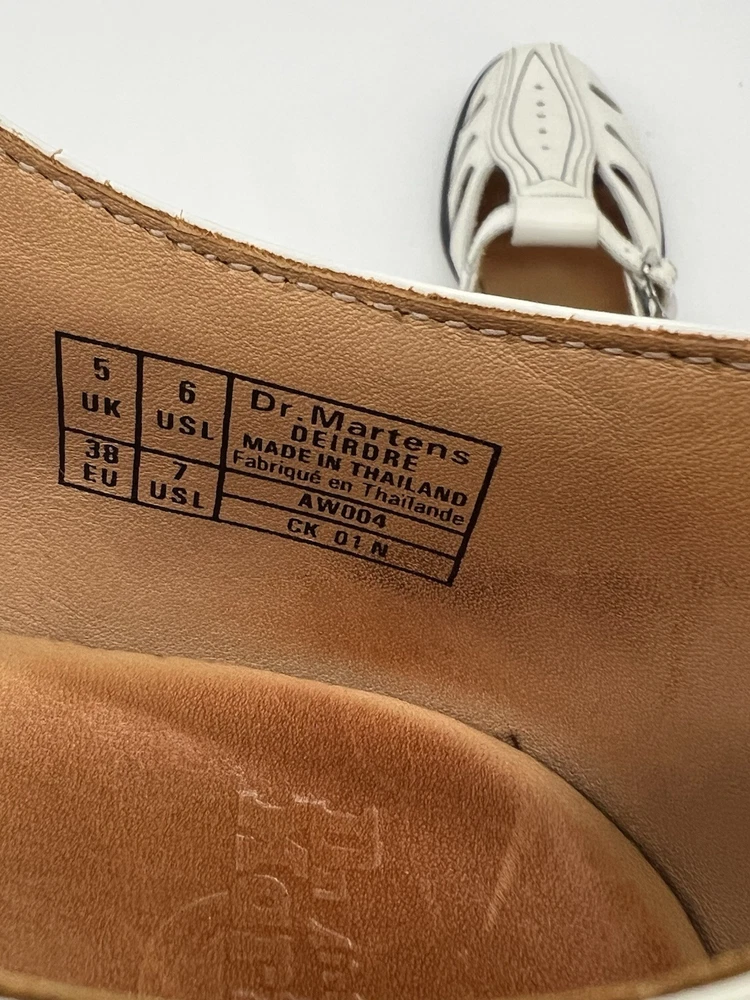 5
UK
6
USL
38
EU
7
USL
Dr.Martens
DEIRDRE
MADE IN THAILAND
Fabriqué en Thaïlande
AW004
CK 01 N
Dr.